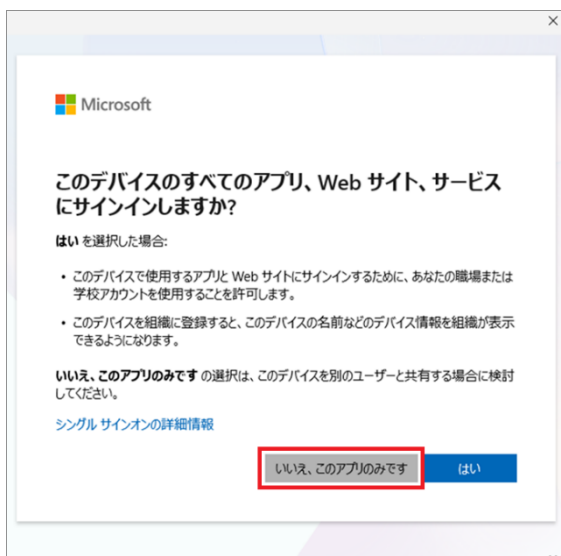 Microsoft
このデバイスのすべてのアプリ、Web サイト、サービス
にサインインしますか?
はい を選択した場合:
• このデバイスで使用するアプリと Web サイトにサインインするために、あなたの職場または
学校アカウントを使用することを許可します。
• このデバイスを組織に登録すると、このデバイスの名前などのデバイス情報を組織が表示
できるようになります。
いいえ、このアプリのみです の選択は、このデバイスを別のユーザーと共有する場合に検討
してください。
シングル サインオンの詳細情報
いいえ、このアプリのみです
はい